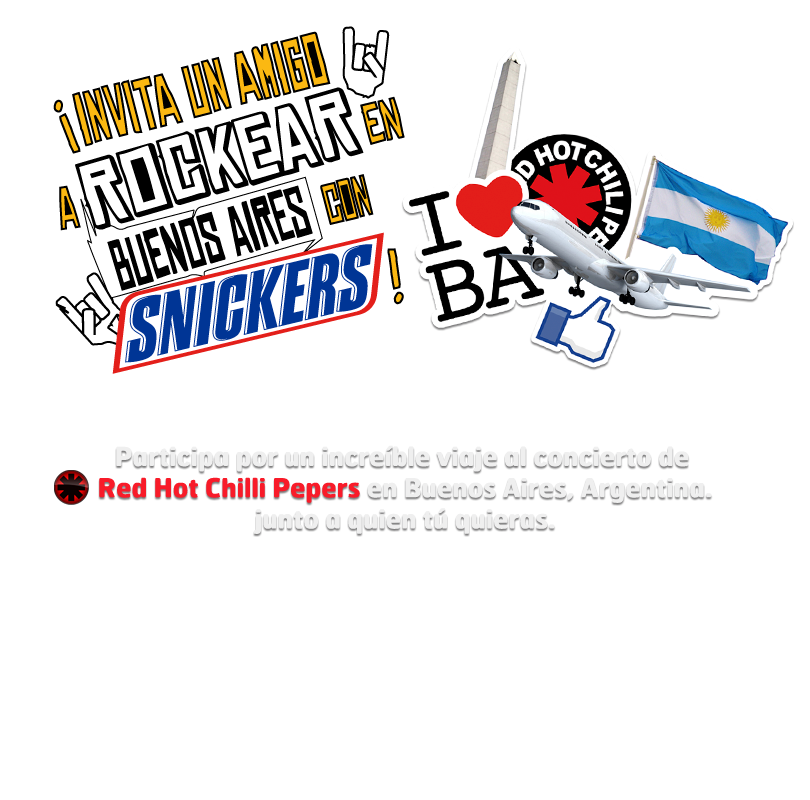 ¡INVITA UN AMIGO
A ROCKEAR EN
BUENOS AIRES CON
SNICKERS!
I BA
D HOT CHILI PE
Participa por un increíble viaje al concierto de
Red Hot Chilli Pepers en Buenos Aires, Argentina.
junto a quien tú quieras.